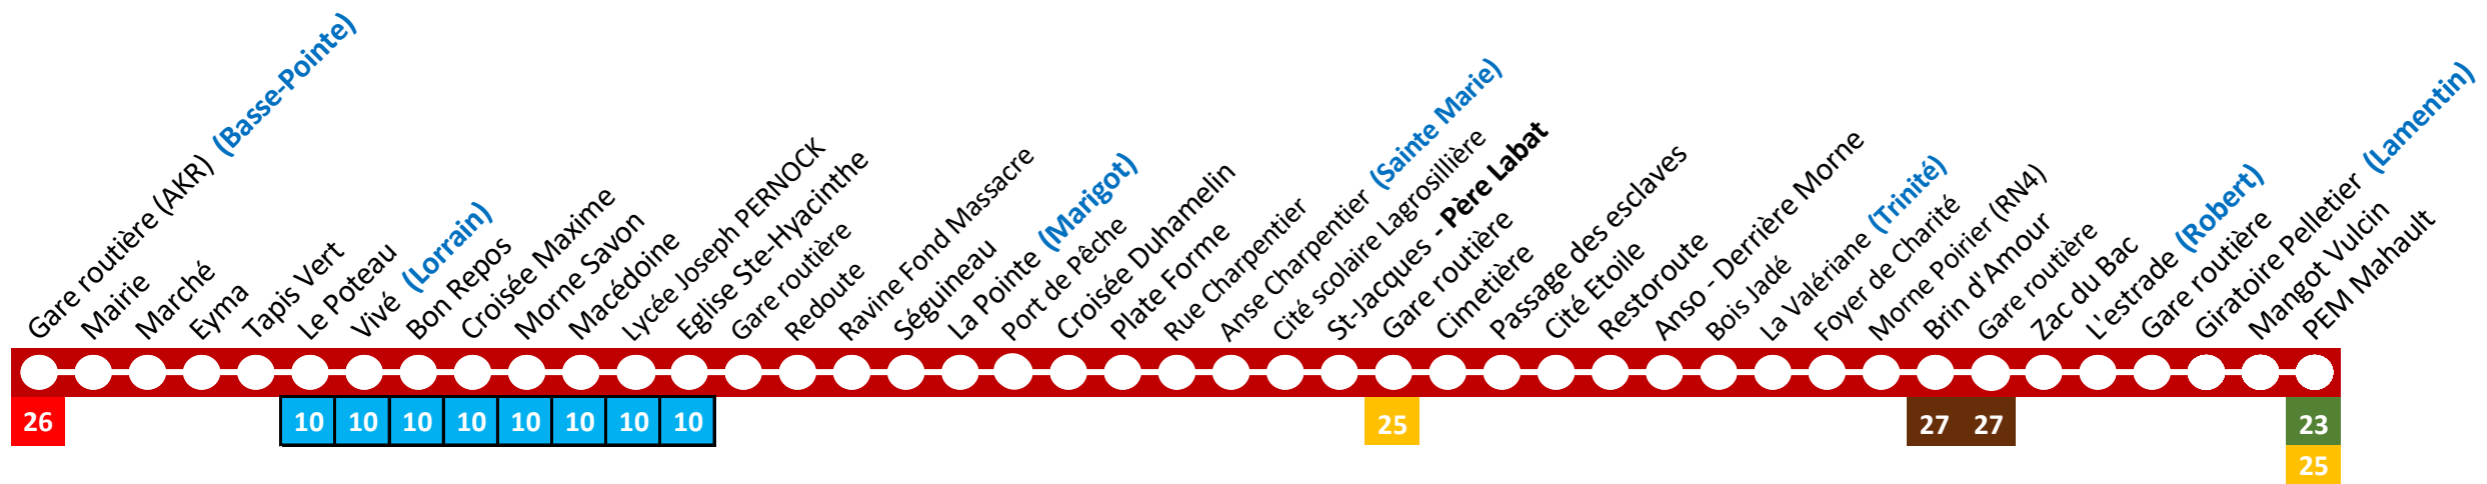 Gare routière (AKR) (Basse-Pointe)
Mairie
Marché
Eyma
Tapis Vert
Le Poteau
Vivé (Lorrain)
Bon Repos
Croisée Maxime
Morne Savon
Macédoine
Lycée Joseph PERNOCK
Eglise Ste-Hyacinthe
Gare routière
Redoute
Ravine Fond Massacre
Séguineau
La Pointe (Marigot)
Port de Pêche
Croisée Duhamelin
Plate Forme
Rue Charpentier
Anse Charpentier (Sainte Marie)
Cité scolaire Lagrosillière
St-Jacques - Père Labat
Gare routière
Cimetière
Passage des esclaves
Cité Etoile
Restoroute
Anso - Derrière Morne
Bois Jadé
La Valériane (Trinité)
Foyer de Charité
Morne Poirier (RN4)
Brin d'Amour
Gare routière
Zac du Bac
L'estrade (Robert)
Gare routière
Giratoire Pelletier (Lamentin)
Mangot Vulcin
PEM Mahault
26 10 10 10 10 10 10 10 10 25 27 27 23
25